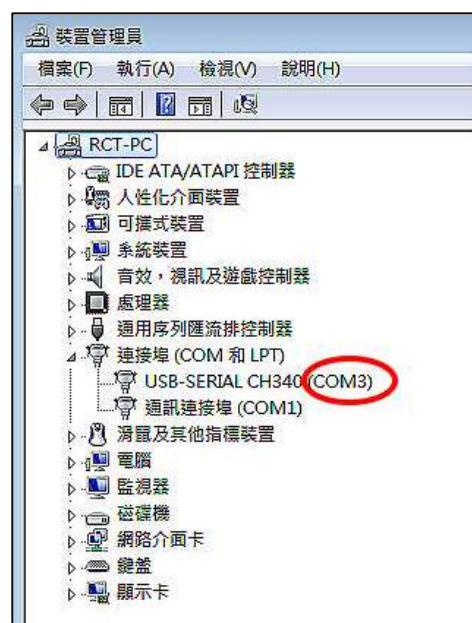 裝置管理員
檔案(F) 執行(A) 檢視(V) 說明(H)
RCT-PC
IDE ATA/ATAPI 控制器
人性化介面裝置
可攜式裝置
系統裝置
音效，視訊及遊戲控制器
處理器
通用序列匯流排控制器
連接埠 (COM 和 LPT)
USB-SERIAL CH340 (COM3)
通訊連接埠 (COM1)
滑鼠及其他指標裝置
電腦
監視器
磁碟機
網路介面卡
鍵盤
顯示卡